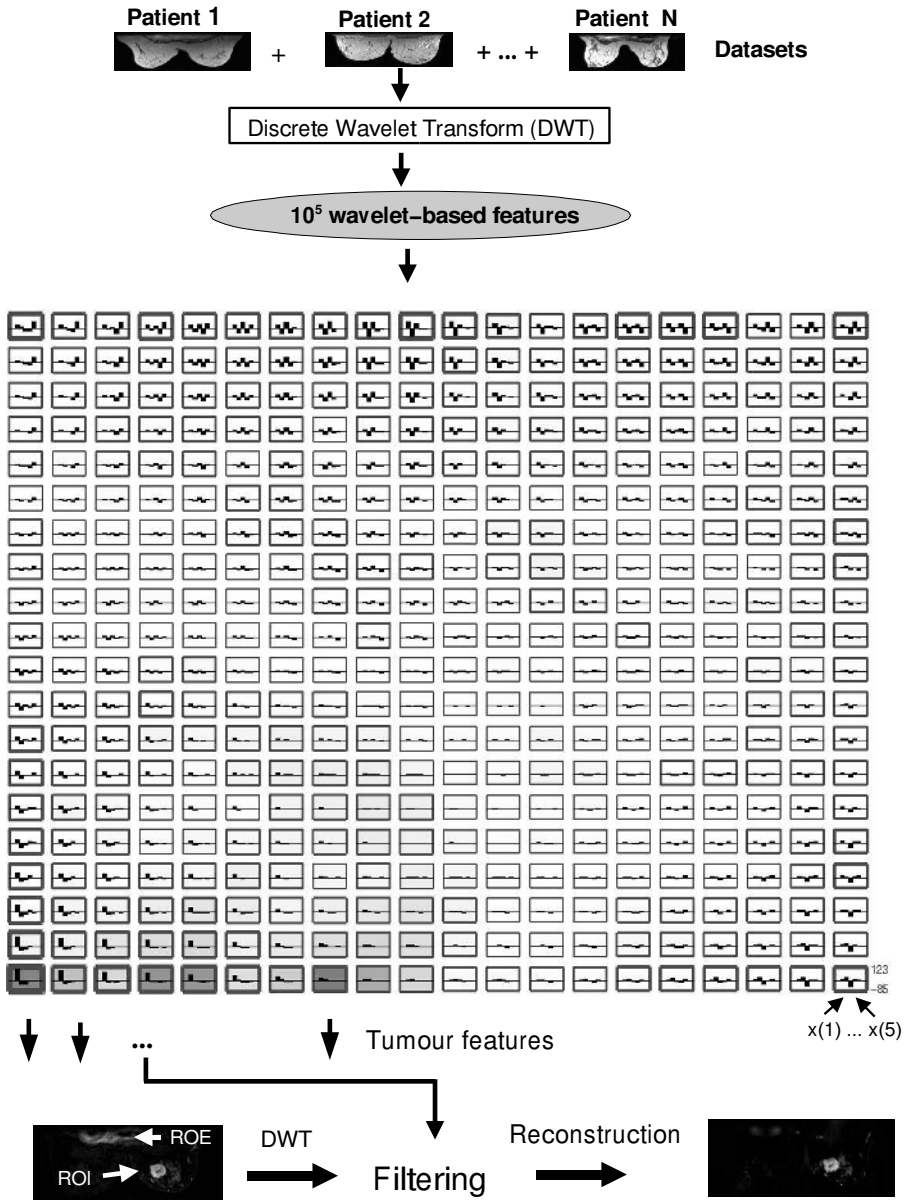 Patient 1 Patient 2 Patient N
+ + ... + Datasets
Discrete Wavelet Transform (DWT)
10⁵ wavelet−based features
123
−85
x(1) ... x(5)
... Tumour features
ROE
ROI
DWT
Filtering
Reconstruction